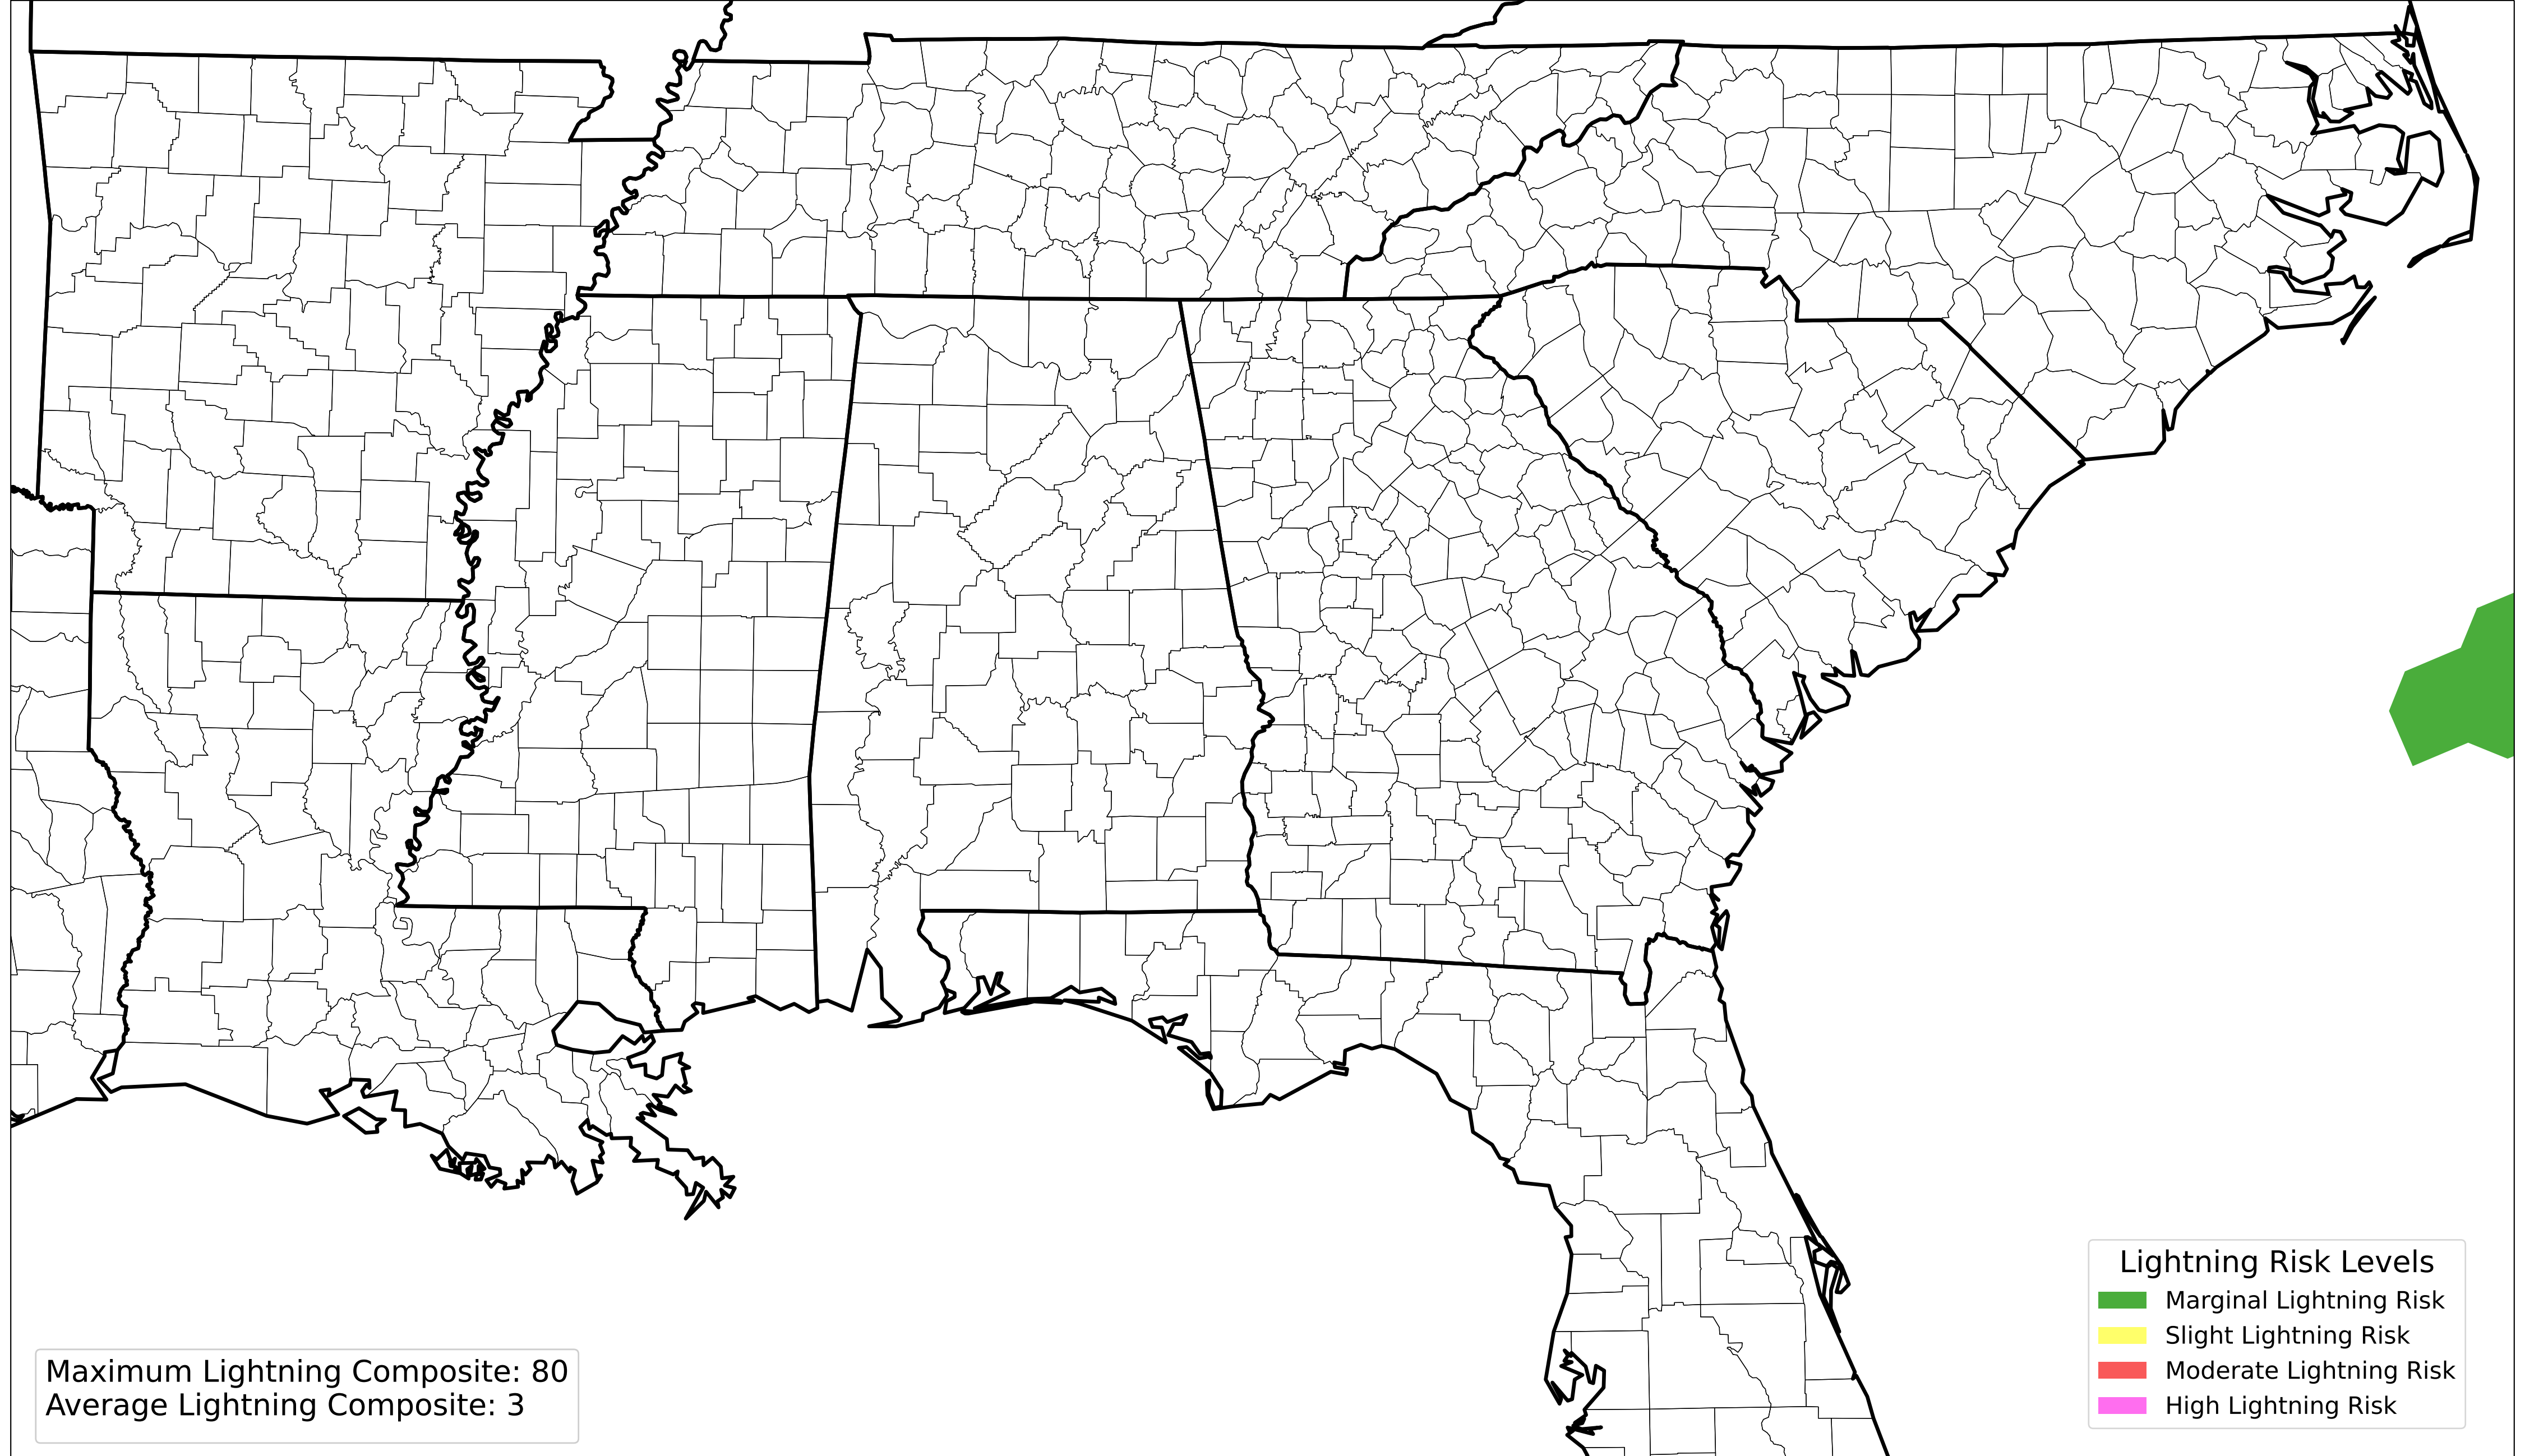 Maximum Lightning Composite: 80
Average Lightning Composite: 3
Lightning Risk Levels
Marginal Lightning Risk
Slight Lightning Risk
Moderate Lightning Risk
High Lightning Risk